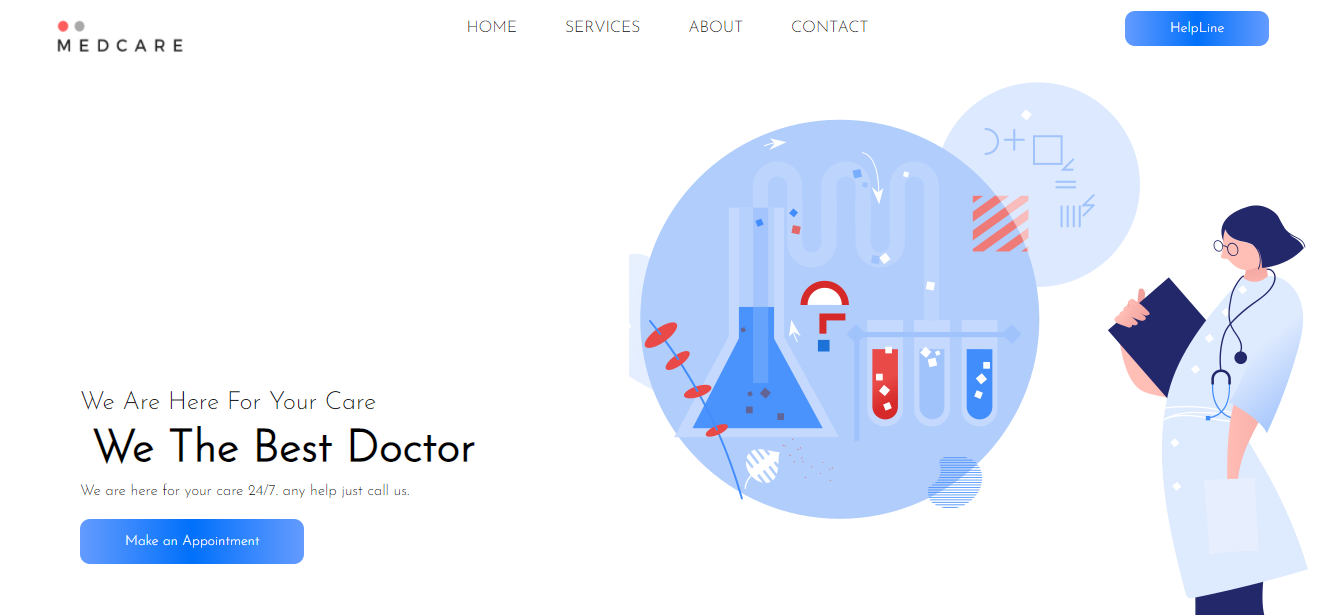 MEDCARE
HOME SERVICES ABOUT CONTACT
HelpLine
We Are Here For Your Care
We The Best Doctor
We are here for your care 24/7. any help just call us.
Make an Appointment